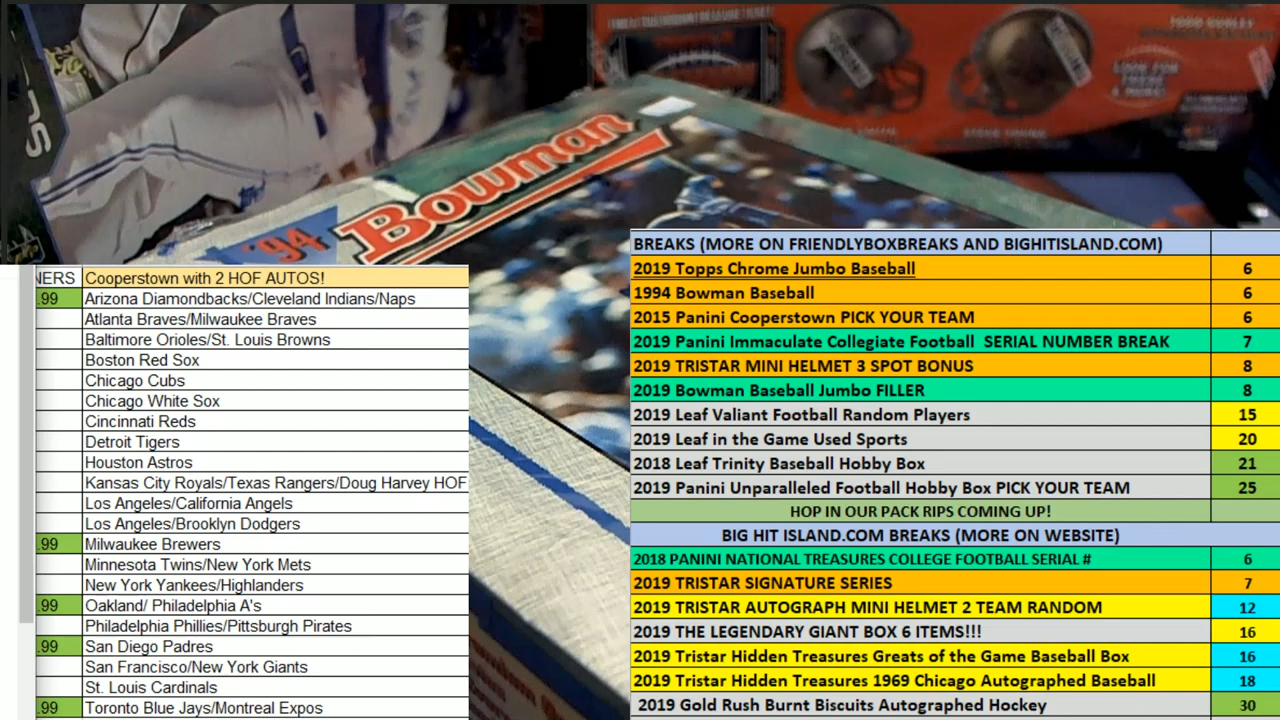 '94
Bowman
NERS Cooperstown with 2 HOF AUTOS!
.99 Arizona Diamondbacks/Cleveland Indians/Naps
Atlanta Braves/Milwaukee Braves
Baltimore Orioles/St. Louis Browns
Boston Red Sox
Chicago Cubs
Chicago White Sox
Cincinnati Reds
Detroit Tigers
Houston Astros
Kansas City Royals/Texas Rangers/Doug Harvey HOF
Los Angeles/California Angels
Los Angeles/Brooklyn Dodgers
.99 Milwaukee Brewers
Minnesota Twins/New York Mets
New York Yankees/Highlanders
.99 Oakland/ Philadelphia A's
Philadelphia Phillies/Pittsburgh Pirates
.99 San Diego Padres
San Francisco/New York Giants
St. Louis Cardinals
.99 Toronto Blue Jays/Montreal Expos
BREAKS (MORE ON FRIENDLYBOXBREAKS AND BIGHITISLAND.COM)
2019 Topps Chrome Jumbo Baseball 6
1994 Bowman Baseball 6
2015 Panini Cooperstown PICK YOUR TEAM 6
2019 Panini Immaculate Collegiate Football SERIAL NUMBER BREAK 7
2019 TRISTAR MINI HELMET 3 SPOT BONUS 8
2019 Bowman Baseball Jumbo FILLER 8
2019 Leaf Valiant Football Random Players 15
2019 Leaf in the Game Used Sports 20
2018 Leaf Trinity Baseball Hobby Box 21
2019 Panini Unparalleled Football Hobby Box PICK YOUR TEAM 25
HOP IN OUR PACK RIPS COMING UP!
BIG HIT ISLAND.COM BREAKS (MORE ON WEBSITE)
2018 PANINI NATIONAL TREASURES COLLEGE FOOTBALL SERIAL # 6
2019 TRISTAR SIGNATURE SERIES 7
2019 TRISTAR AUTOGRAPH MINI HELMET 2 TEAM RANDOM 12
2019 THE LEGENDARY GIANT BOX 6 ITEMS!!! 16
2019 Tristar Hidden Treasures Greats of the Game Baseball Box 16
2019 Tristar Hidden Treasures 1969 Chicago Autographed Baseball 18
2019 Gold Rush Burnt Biscuits Autographed Hockey 30